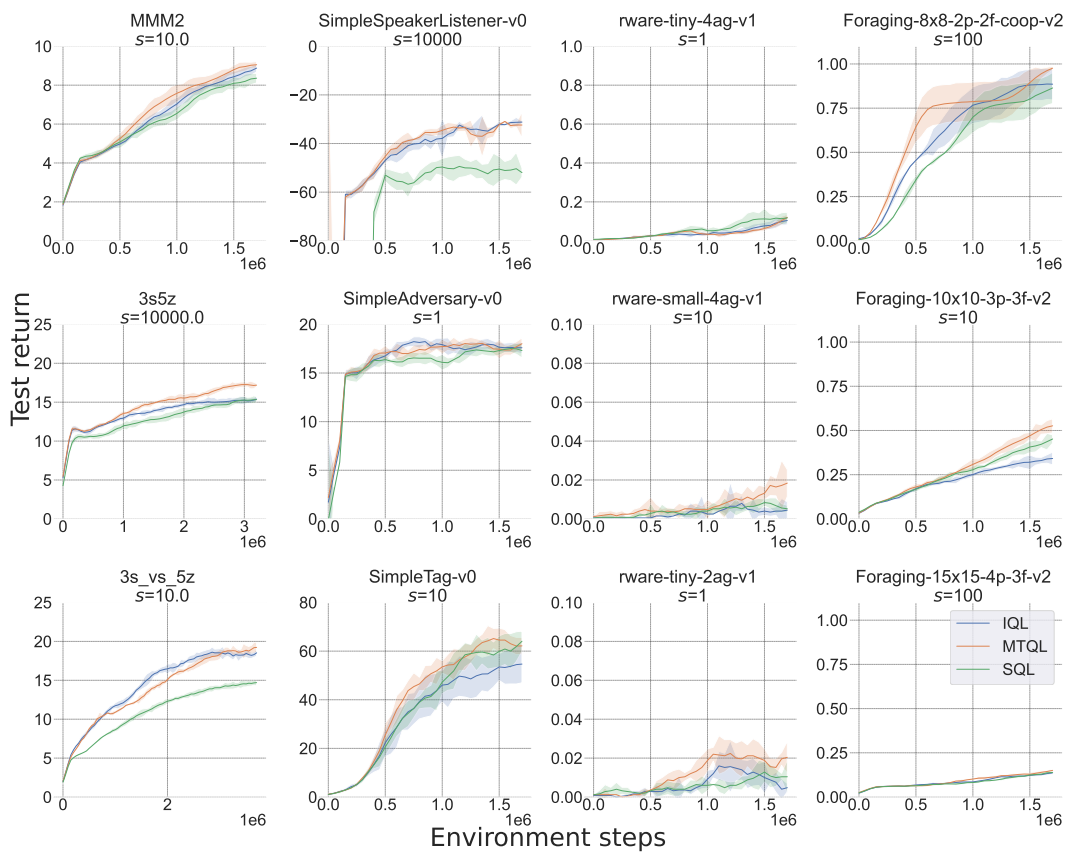 MMM2
s=10.0
10
8
6
4
2
0
0.0 0.5 1.0 1.5
1e6
SimpleSpeakerListener-v0
s=10000
0
−20
−40
−60
−80
0.0 0.5 1.0 1.5
1e6
rware-tiny-4ag-v1
s=1
1.0
0.8
0.6
0.4
0.2
0.0
0.0 0.5 1.0 1.5
1e6
Foraging-8x8-2p-2f-coop-v2
s=100
1.00
0.75
0.50
0.25
0.00
0.0 0.5 1.0 1.5
1e6
Test return
3s5z
s=10000.0
25
20
15
10
5
0
0 1 2 3
1e6
SimpleAdversary-v0
s=1
20
15
10
5
0
0.0 0.5 1.0 1.5
1e6
rware-small-4ag-v1
s=10
0.10
0.08
0.06
0.04
0.02
0.00
0.0 0.5 1.0 1.5
1e6
Foraging-10x10-3p-3f-v2
s=10
1.00
0.75
0.50
0.25
0.00
0.0 0.5 1.0 1.5
1e6
3s_vs_5z
s=10.0
25
20
15
10
5
0
0 2
1e6
SimpleTag-v0
s=10
80
60
40
20
0
0.0 0.5 1.0 1.5
1e6
rware-tiny-2ag-v1
s=1
0.10
0.08
0.06
0.04
0.02
0.00
0.0 0.5 1.0 1.5
1e6
Foraging-15x15-4p-3f-v2
s=100
1.00
0.75
0.50
0.25
0.00
0.0 0.5 1.0 1.5
1e6
IQL
MTQL
SQL
Environment steps